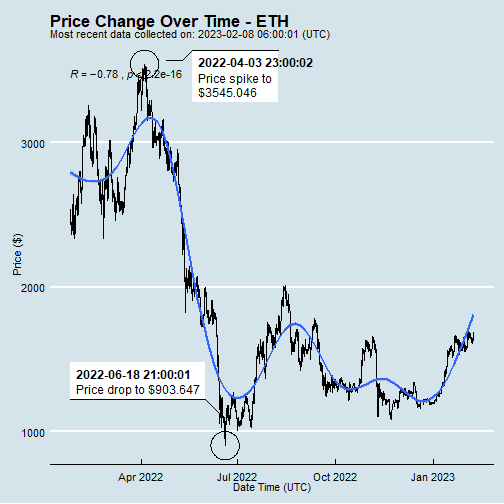 Price Change Over Time - ETH
Most recent data collected on: 2023-02-08 06:00:01 (UTC)
R = −0.78 , p < 2.2e-16
2022-04-03 23:00:02
Price spike to
$3545.046
3000
Price ($)
2000
2022-06-18 21:00:01
Price drop to $903.647
1000
Apr 2022
Jul 2022
Oct 2022
Jan 2023
Date Time (UTC)